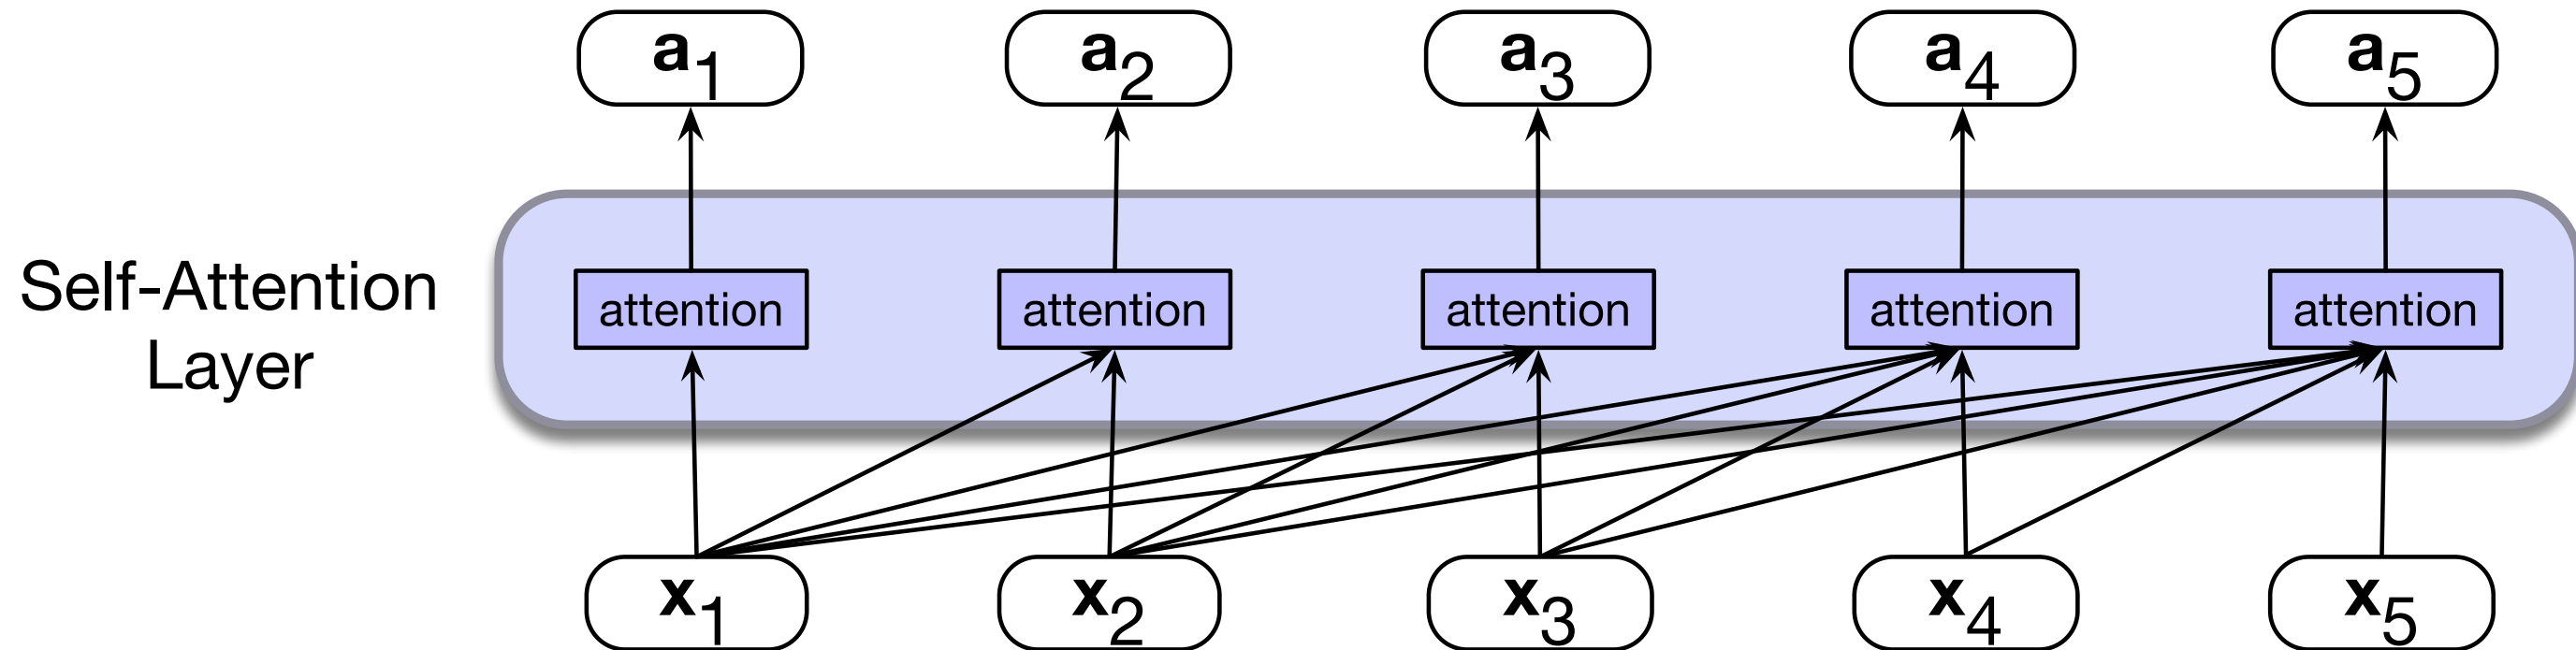 a1 a2 a3 a4 a5
Self-Attention
Layer
attention attention attention attention attention
x1 x2 x3 x4 x5